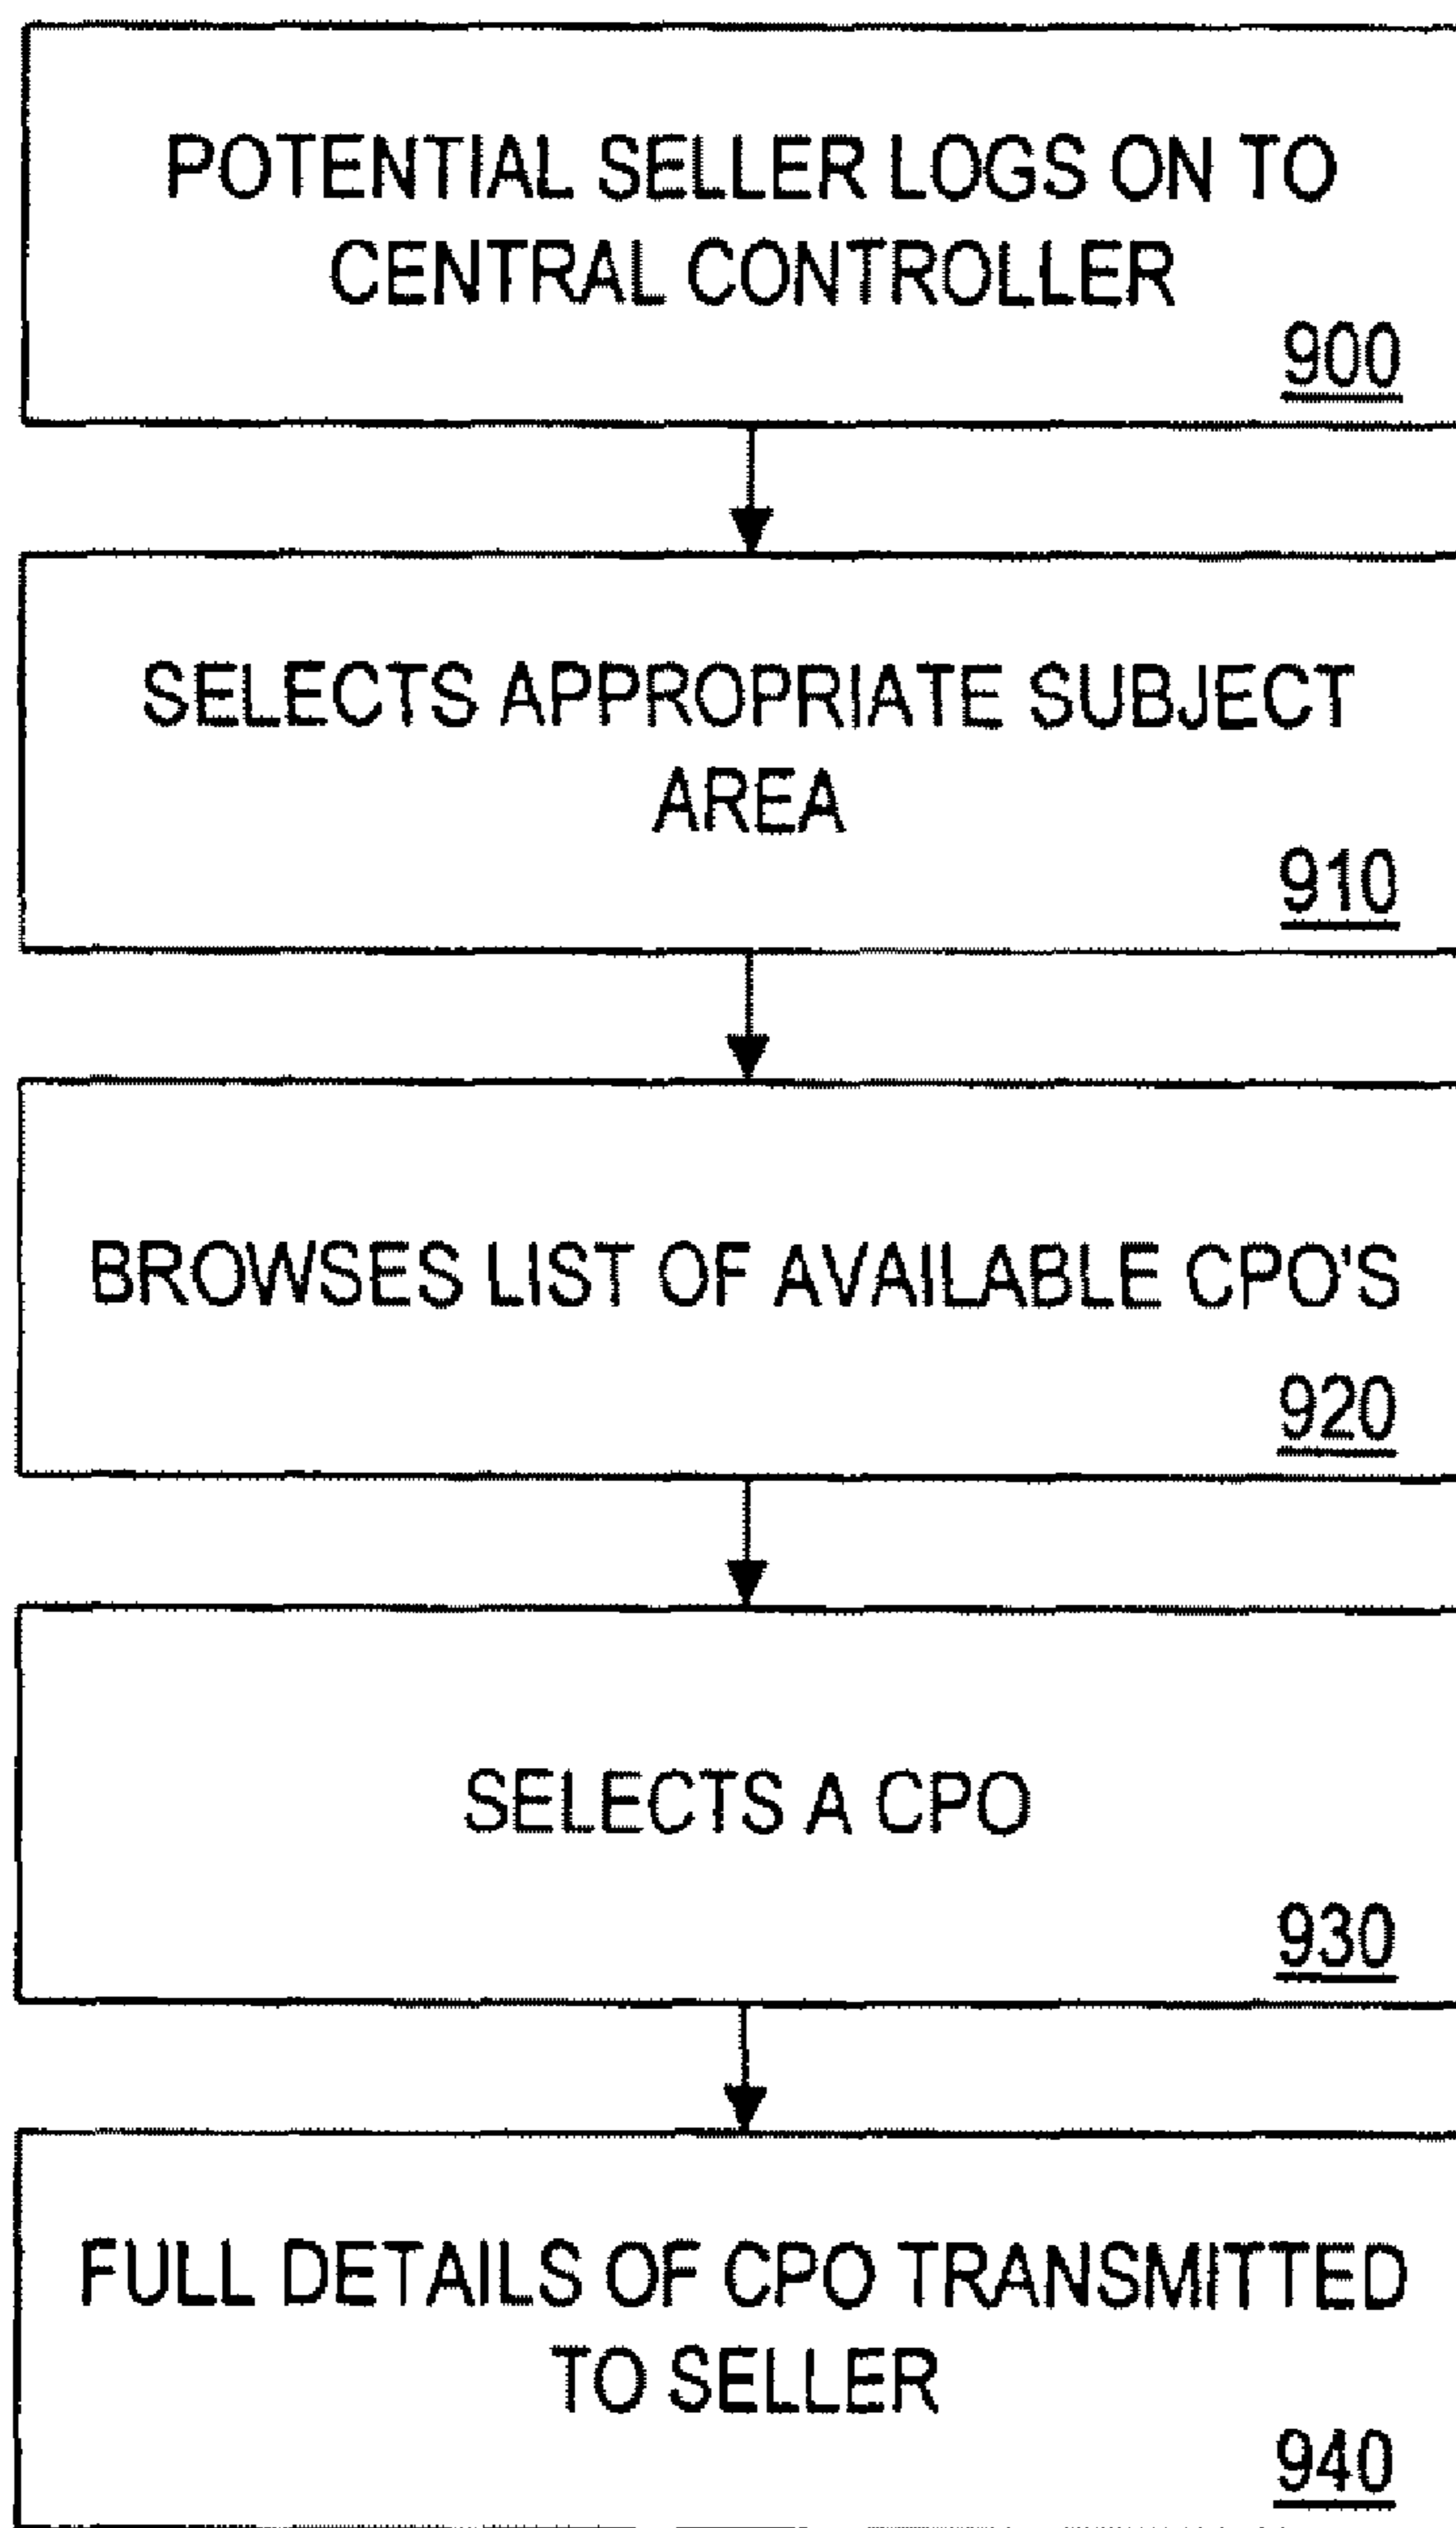 POTENTIAL SELLER LOGS ON TO
CENTRAL CONTROLLER
900
SELECTS APPROPRIATE SUBJECT
AREA
910
BROWSES LIST OF AVAILABLE CPO'S
920
SELECTS A CPO
930
FULL DETAILS OF CPO TRANSMITTED
TO SELLER
940